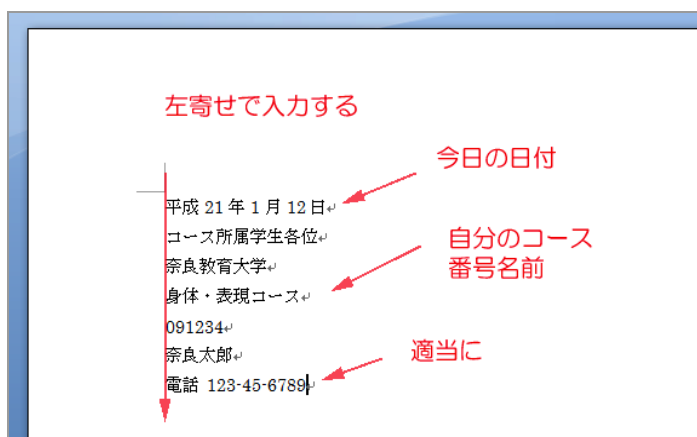 左寄せで入力する
今日の日付
平成 21 年 1 月 12 日
コース所属学生各位
自分のコース
番号名前
奈良教育大学
身体・表現コース
091234
奈良太郎
適当に
電話 123-45-6789